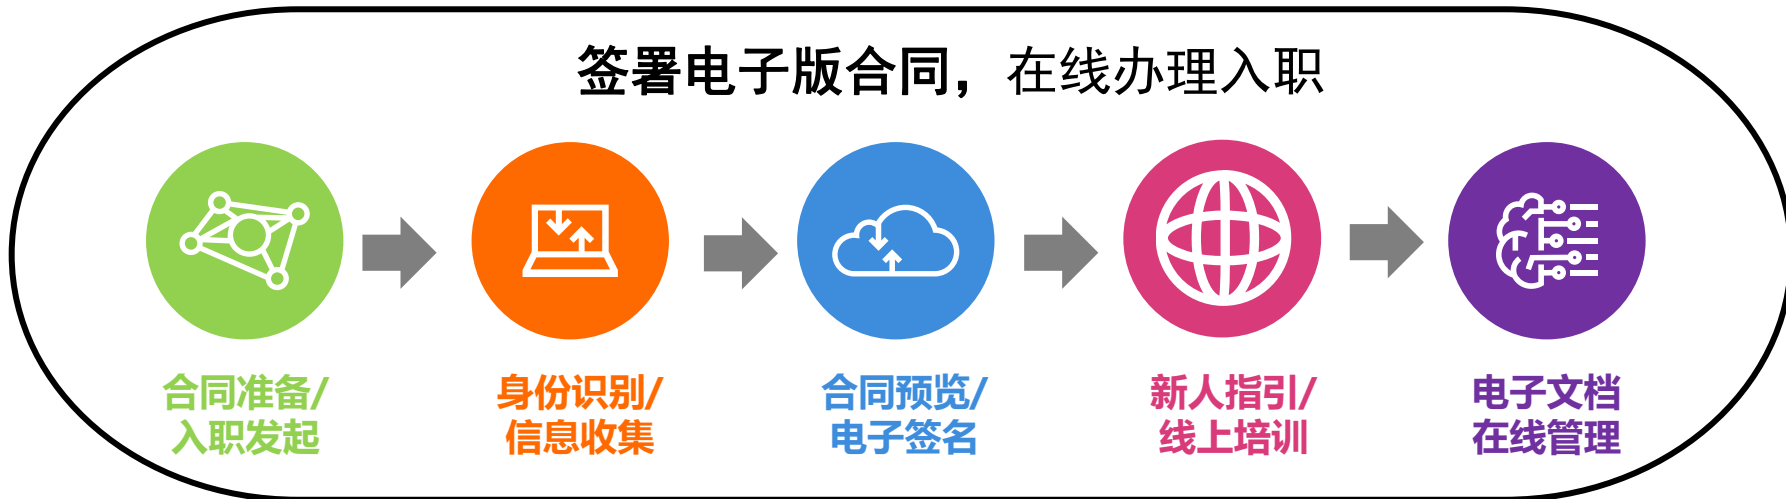 签署电子版合同，在线办理入职
合同准备/
入职发起
身份识别/
信息收集
合同预览/
电子签名
新人指引/
线上培训
电子文档
在线管理